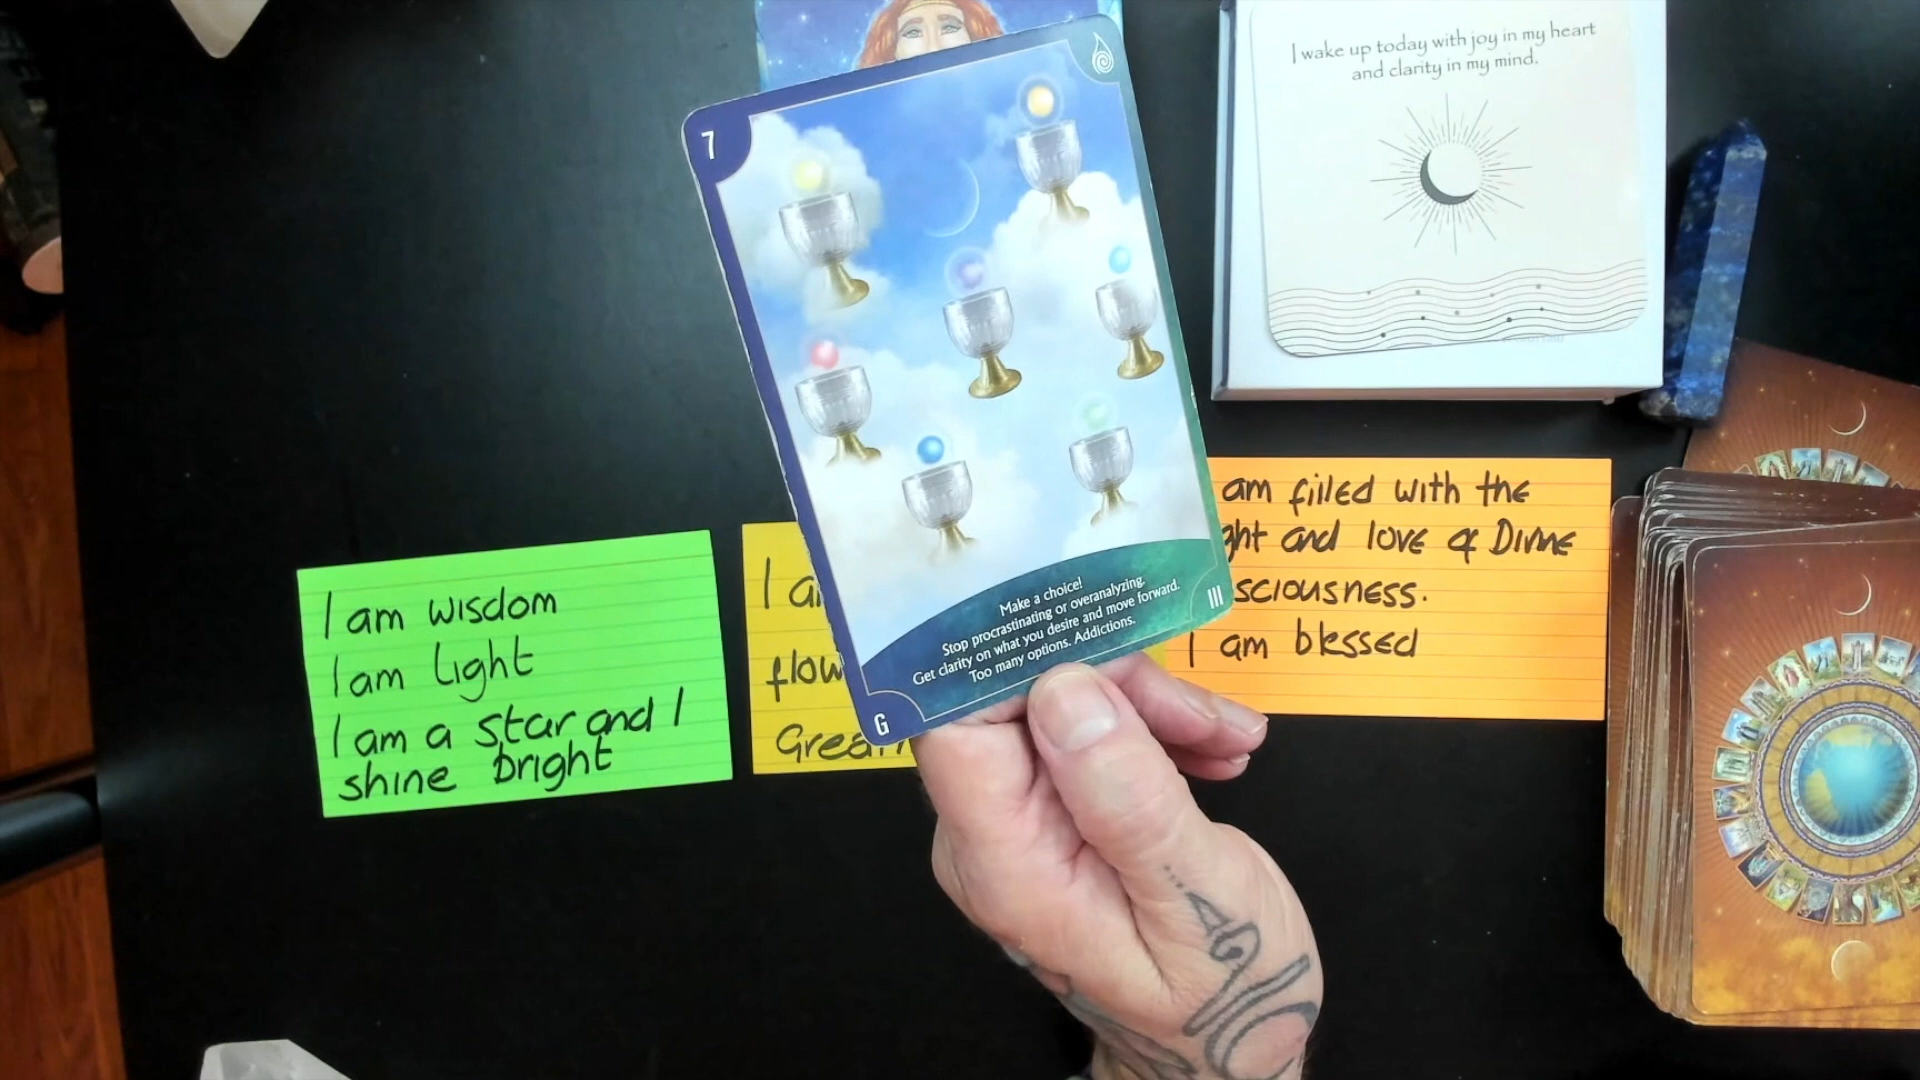 I wake up today with joy in my heart
and clarity in my mind.
7
Make a choice!
Stop procrastinating or overanalyzing.
Get clarity on what you desire and move forward.
Too many options. Addictions.
III
G
I am wisdom
I am light
I am a star and I
shine bright
I
flow
am filled with the
and love of Divine
I am blessed